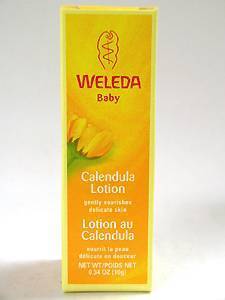 WELEDA
Baby
Calendula
Lotion
gently nourishes
delicate skin
Lotion au
Calendula
nourrit la peau
délicate en douceur
NET WT/POIDS NET
0.34 OZ (10g)